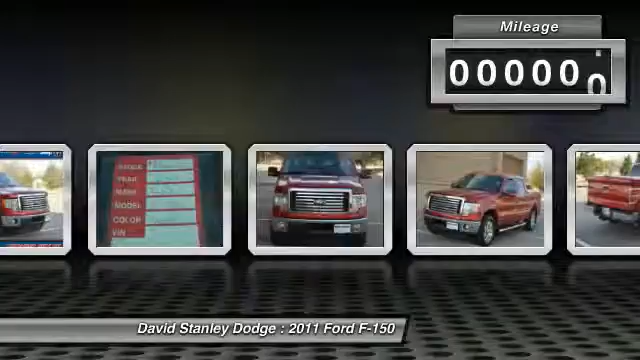 Mileage
000000
STOCK
YEAR
MAKE
MODEL
COLOR
VIN
David Stanley Dodge : 2011 Ford F-150